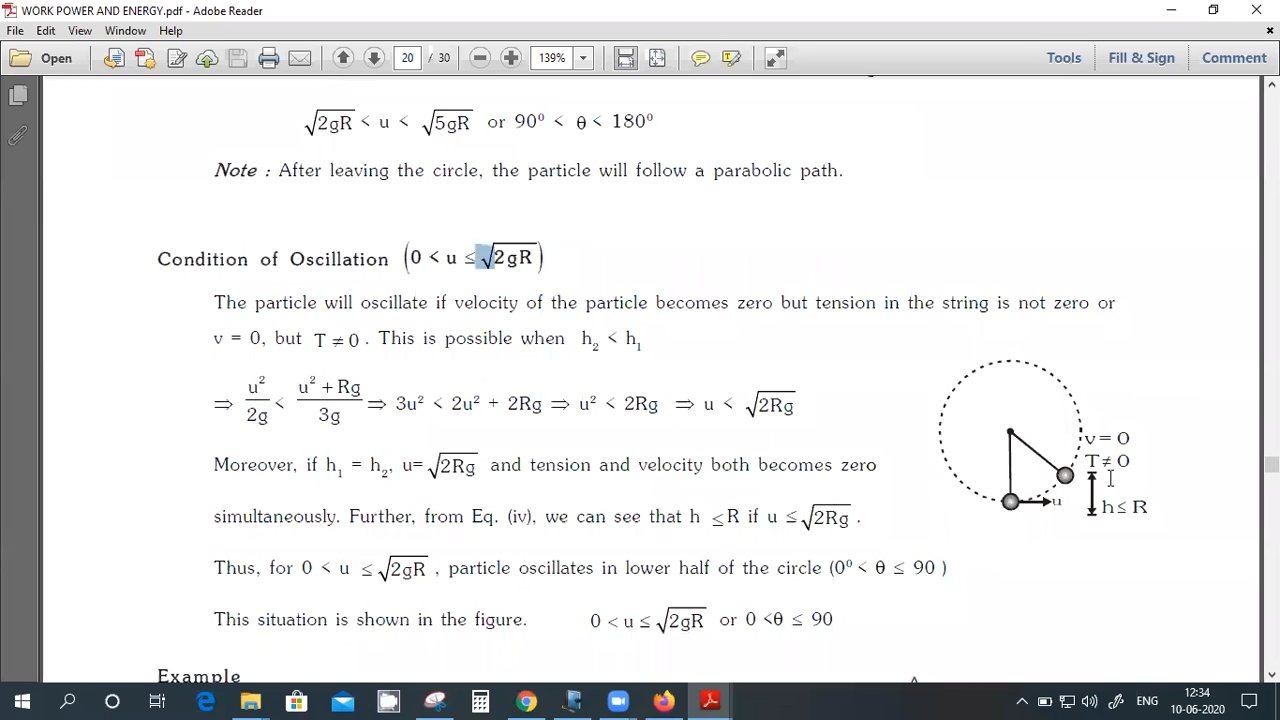 WORK POWER AND ENERGY.pdf - Adobe Reader
File Edit View Window Help
Open 20 / 30 139% Tools Fill & Sign Comment
√2gR < u < √5gR or 90⁰ < θ < 180⁰
Note : After leaving the circle, the particle will follow a parabolic path.
Condition of Oscillation (0 < u ≤ √2gR)
The particle will oscillate if velocity of the particle becomes zero but tension in the string is not zero or
v = 0, but T ≠ 0 . This is possible when h₂ < h₁
⇒ u²/2g < u² + Rg/3g ⇒ 3u² < 2u² + 2Rg ⇒ u² < 2Rg ⇒ u < √2Rg
Moreover, if h₁ = h₂, u=√2Rg and tension and velocity both becomes zero
simultaneously. Further, from Eq. (iv), we can see that h ≤R if u ≤√2Rg .
Thus, for 0 < u ≤√2gR , particle oscillates in lower half of the circle (0⁰ < θ ≤ 90 )
This situation is shown in the figure. 0 < u ≤ √2gR or 0 <θ ≤ 90
v = 0
T ≠ 0
u
h ≤ R
Example
ENG
12:34
10-06-2020